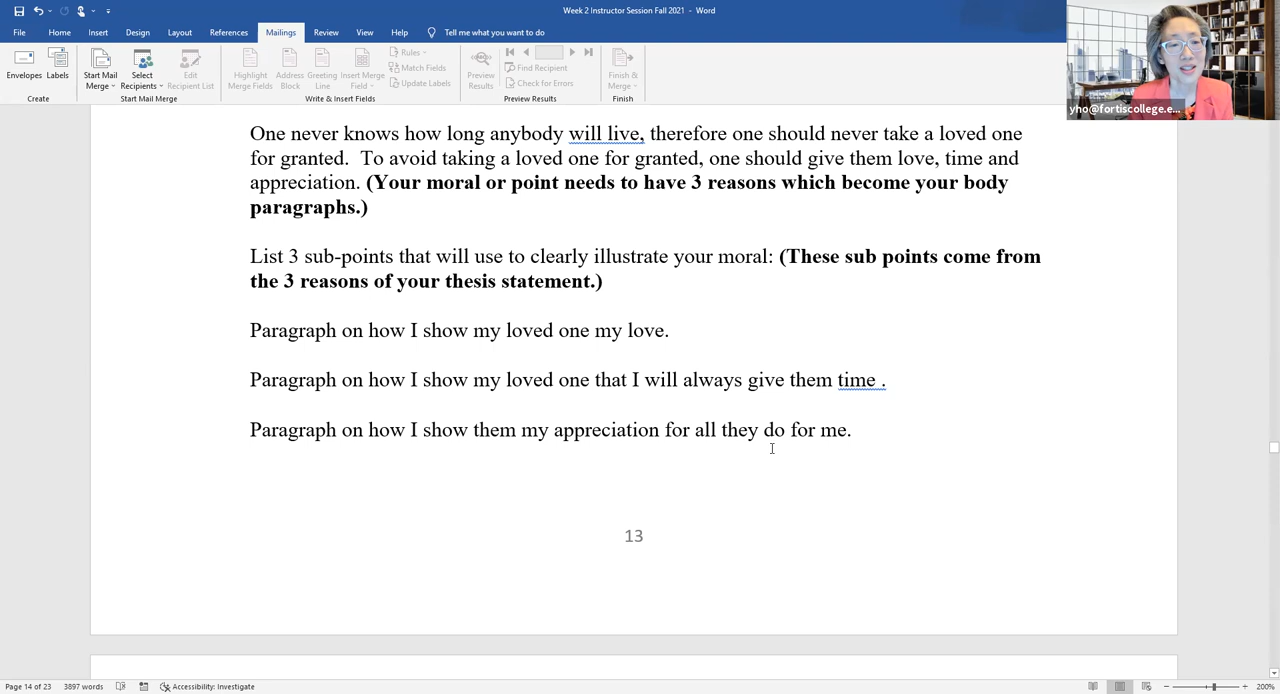 Week 2 Instructor Session Fall 2021 - Word
File Home Insert Design Layout References Mailings Review View Help Tell me what you want to do
Envelopes Labels
Create
Start Mail Merge Select Recipients Edit Recipient List
Start Mail Merge
Highlight Merge Fields Address Block Greeting Line Insert Merge Field
Rules
Match Fields
Update Labels
Write & Insert Fields
Preview Results
Find Recipient
Check for Errors
Preview Results
Finish & Merge
Finish
yho@fortiscollege.e...
One never knows how long anybody will live, therefore one should never take a loved one
for granted.  To avoid taking a loved one for granted, one should give them love, time and
appreciation. (Your moral or point needs to have 3 reasons which become your body
paragraphs.)
List 3 sub-points that will use to clearly illustrate your moral: (These sub points come from
the 3 reasons of your thesis statement.)
Paragraph on how I show my loved one my love.
Paragraph on how I show my loved one that I will always give them time .
Paragraph on how I show them my appreciation for all they do for me.
13
Page 14 of 23 3897 words Accessibility: Investigate 200%